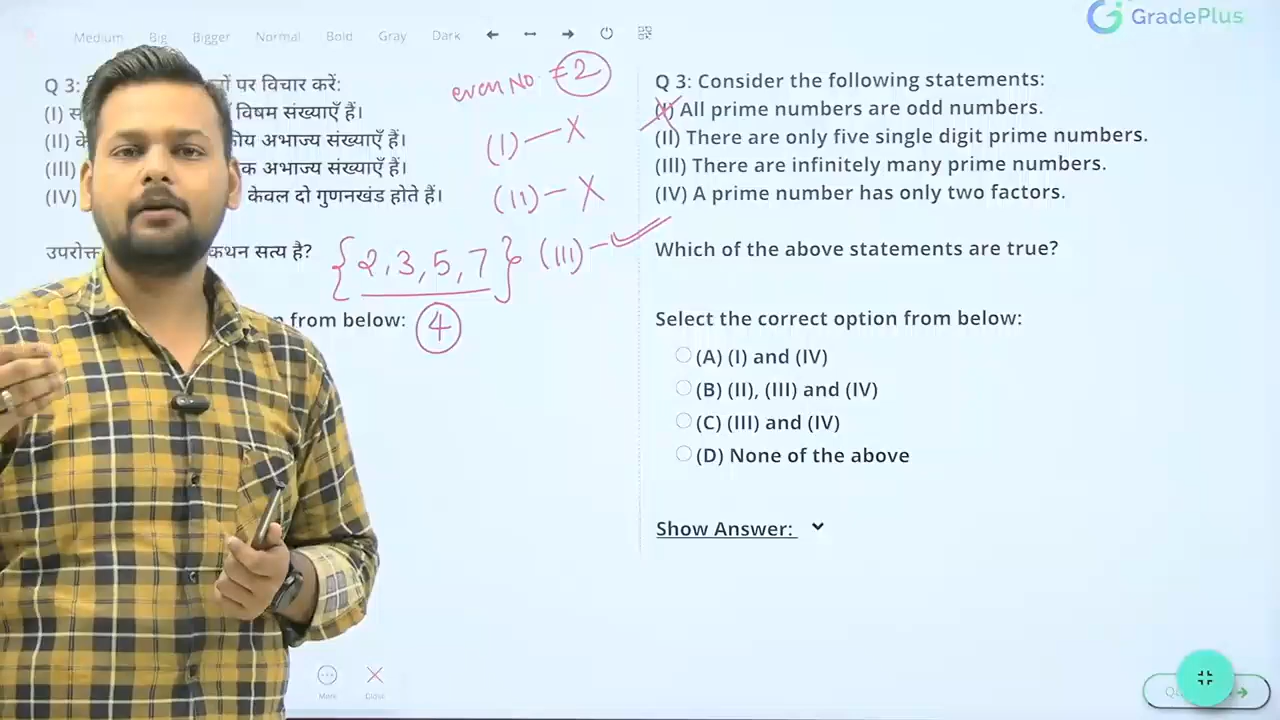 GradePlus
Medium Big Bigger Normal Bold Gray Dark
Q 3: पर विचार करें:
(I) विषम संख्याएँ हैं।
(II) अभाज्य संख्याएँ हैं।
(III) अभाज्य संख्याएँ हैं।
(IV) केवल दो गुणनखंड होते हैं।
कथन सत्य है?
from below:
even No. = 2
(I) — X
(II) — X
{2, 3, 5, 7} (III) — ✓
4
Q 3: Consider the following statements:
(I) All prime numbers are odd numbers.
(II) There are only five single digit prime numbers.
(III) There are infinitely many prime numbers.
(IV) A prime number has only two factors.
Which of the above statements are true?
Select the correct option from below:
(A) (I) and (IV)
(B) (II), (III) and (IV)
(C) (III) and (IV)
(D) None of the above
Show Answer:
More Close